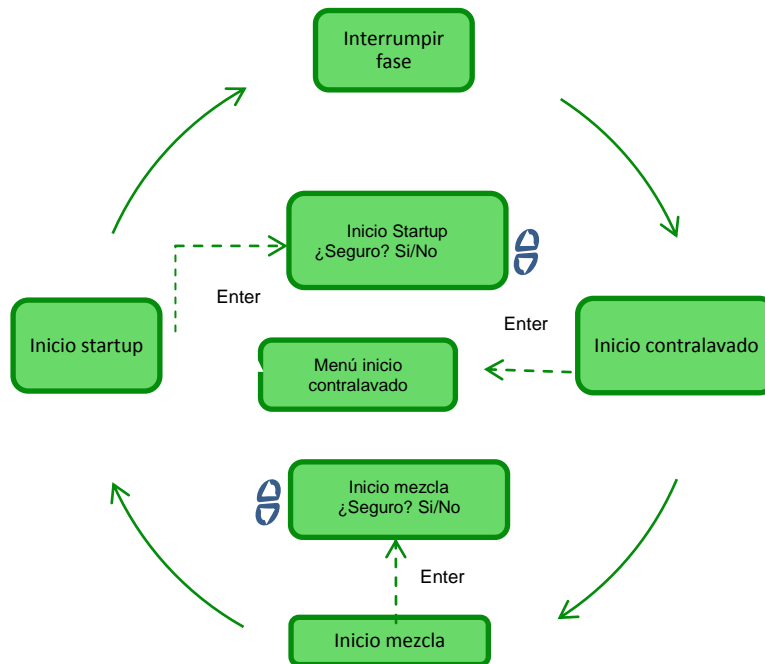 Interrumpir
fase
Inicio Startup
¿Seguro? Si/No
Enter
Enter
Inicio startup
Inicio contralavado
Menú inicio
contralavado
Inicio mezcla
¿Seguro? Si/No
Enter
Inicio mezcla